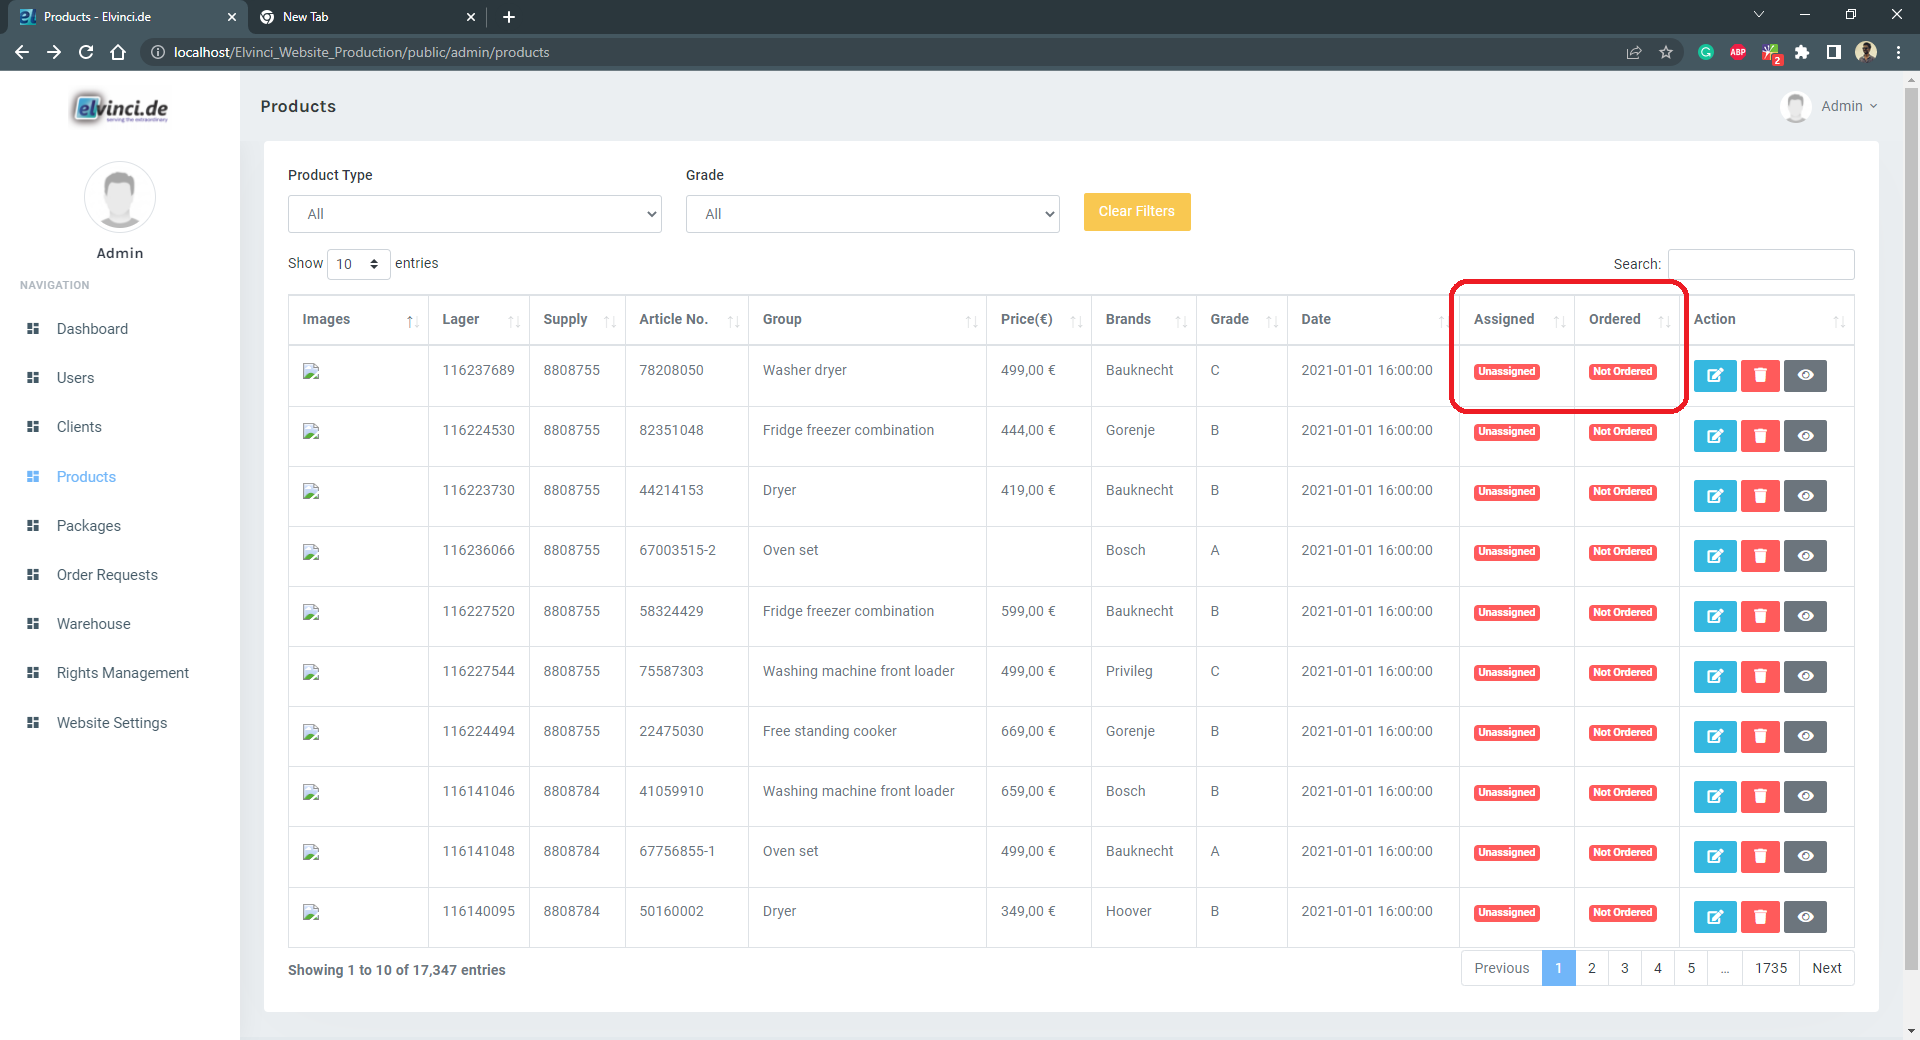 Products - Elvinci.de
New Tab
localhost/Elvinci_Website_Production/public/admin/products
ABP
2
elvinci.de
serving the extraordinary
Products
Admin
Admin
NAVIGATION
Dashboard
Users
Clients
Products
Packages
Order Requests
Warehouse
Rights Management
Website Settings
Product Type Grade
All All Clear Filters
Show 10 entries Search:
Images Lager Supply Article No. Group Price(€) Brands Grade Date Assigned Ordered Action
116237689 8808755 78208050 Washer dryer 499,00 € Bauknecht C 2021-01-01 16:00:00 Unassigned Not Ordered
116224530 8808755 82351048 Fridge freezer combination 444,00 € Gorenje B 2021-01-01 16:00:00 Unassigned Not Ordered
116223730 8808755 44214153 Dryer 419,00 € Bauknecht B 2021-01-01 16:00:00 Unassigned Not Ordered
116236066 8808755 67003515-2 Oven set Bosch A 2021-01-01 16:00:00 Unassigned Not Ordered
116227520 8808755 58324429 Fridge freezer combination 599,00 € Bauknecht B 2021-01-01 16:00:00 Unassigned Not Ordered
116227544 8808755 75587303 Washing machine front loader 499,00 € Privileg C 2021-01-01 16:00:00 Unassigned Not Ordered
116224494 8808755 22475030 Free standing cooker 669,00 € Gorenje B 2021-01-01 16:00:00 Unassigned Not Ordered
116141046 8808784 41059910 Washing machine front loader 659,00 € Bosch B 2021-01-01 16:00:00 Unassigned Not Ordered
116141048 8808784 67756855-1 Oven set 499,00 € Bauknecht A 2021-01-01 16:00:00 Unassigned Not Ordered
116140095 8808784 50160002 Dryer 349,00 € Hoover B 2021-01-01 16:00:00 Unassigned Not Ordered
Showing 1 to 10 of 17,347 entries Previous 1 2 3 4 5 … 1735 Next